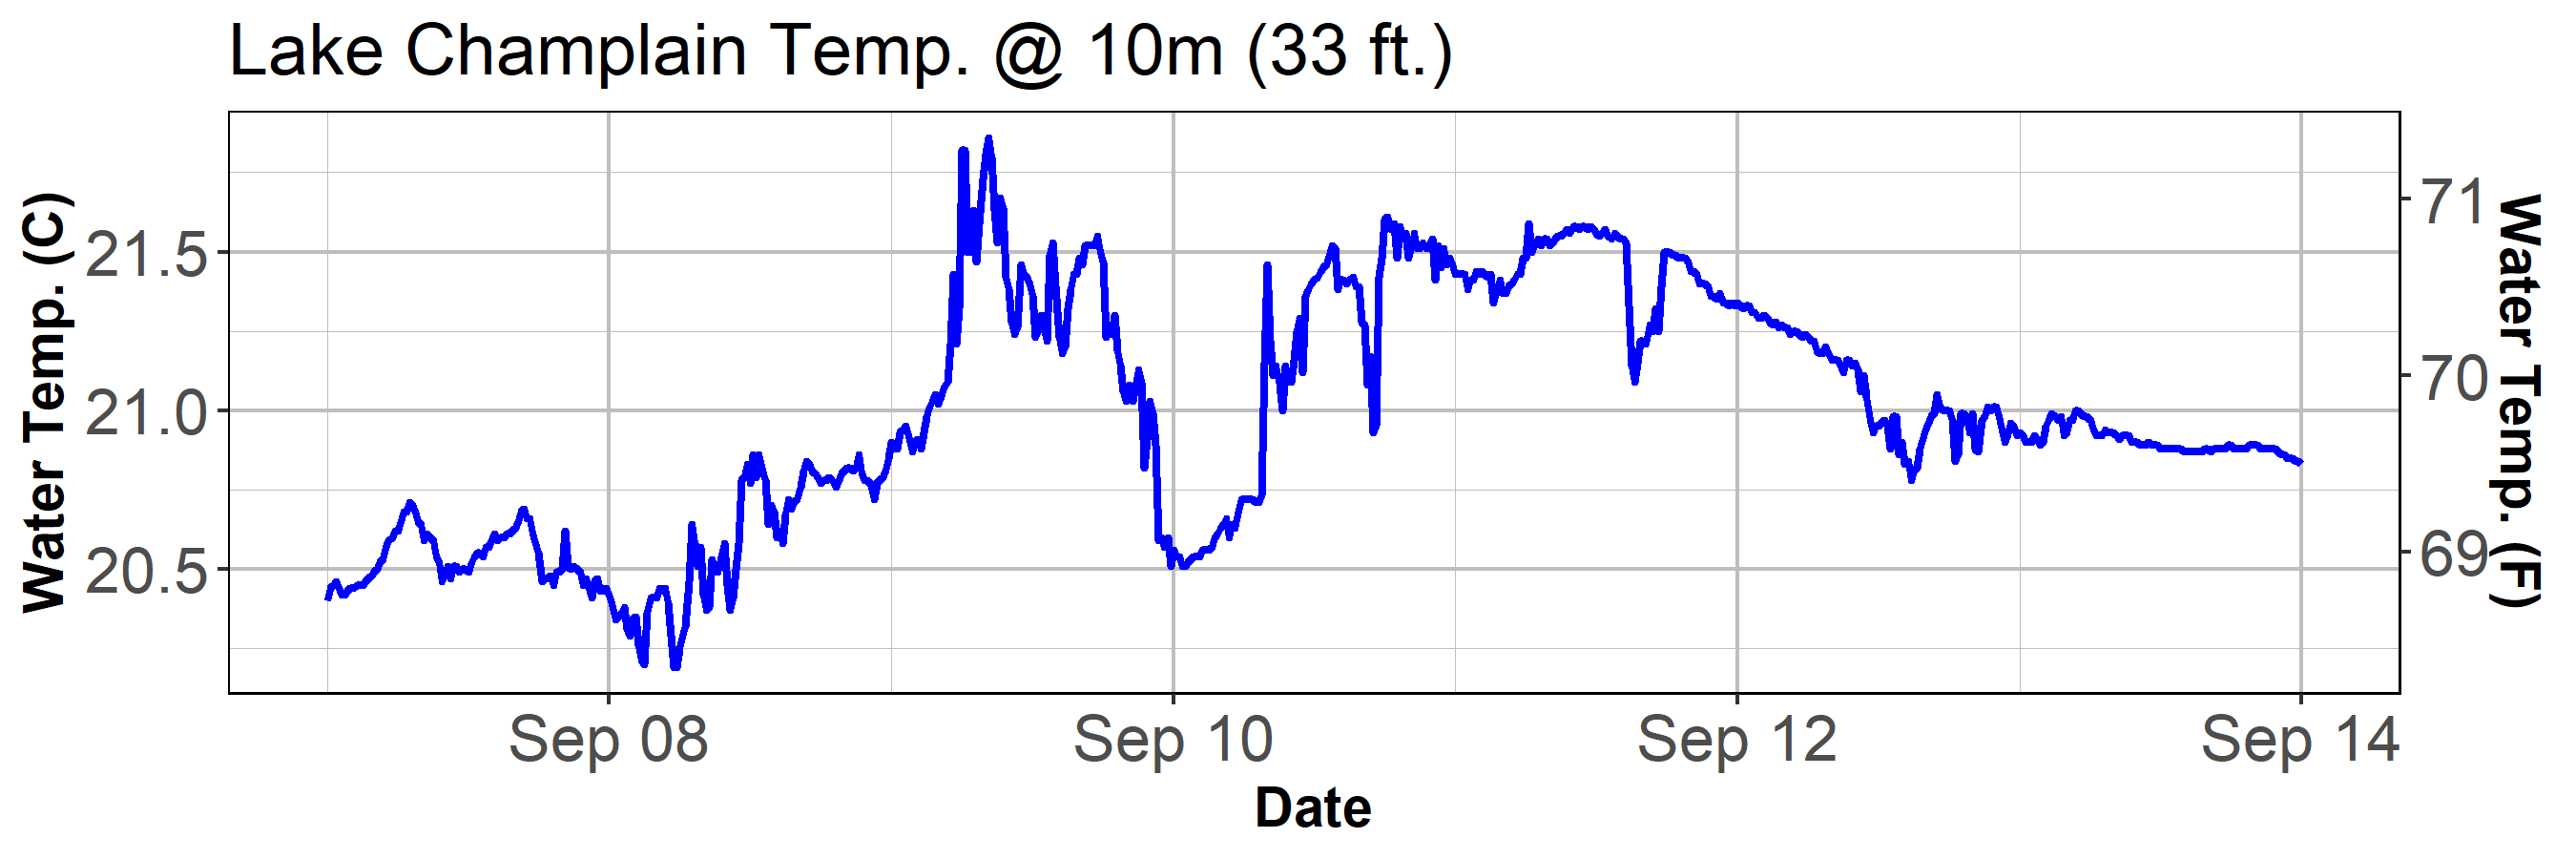 Lake Champlain Temp. @ 10m (33 ft.)
Water Temp. (C)
21.5
21.0
20.5
71
70
69
Water Temp. (F)
Sep 08
Sep 10
Sep 12
Sep 14
Date